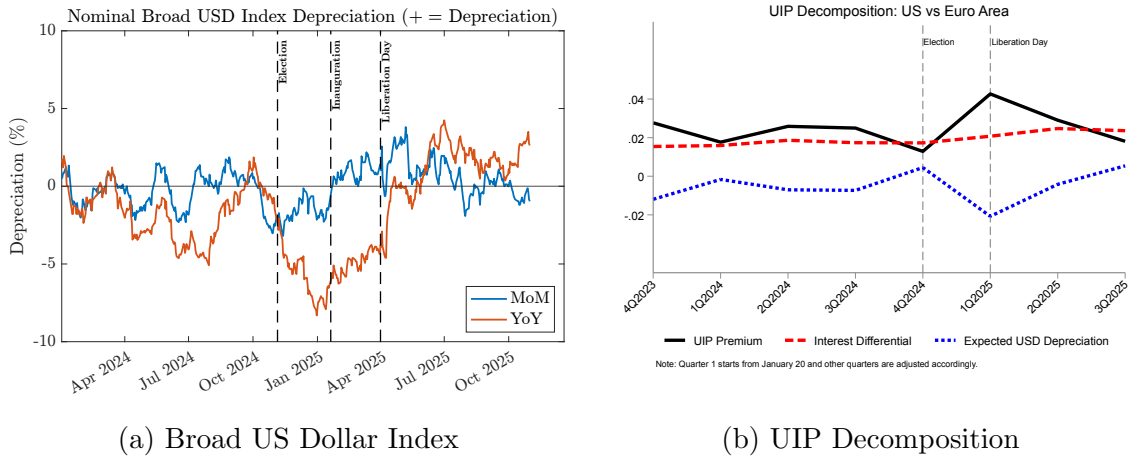 Nominal Broad USD Index Depreciation (+ = Depreciation)
Depreciation (%)
10
5
0
-5
-10
Election
Inauguration
Liberation Day
MoM
YoY
Apr 2024
Jul 2024
Oct 2024
Jan 2025
Apr 2025
Jul 2025
Oct 2025
(a) Broad US Dollar Index
UIP Decomposition: US vs Euro Area
Election
Liberation Day
.04
.02
0
-.02
4Q2023
1Q2024
2Q2024
3Q2024
4Q2024
1Q2025
2Q2025
3Q2025
UIP Premium
Interest Differential
Expected USD Depreciation
Note: Quarter 1 starts from January 20 and other quarters are adjusted accordingly.
(b) UIP Decomposition